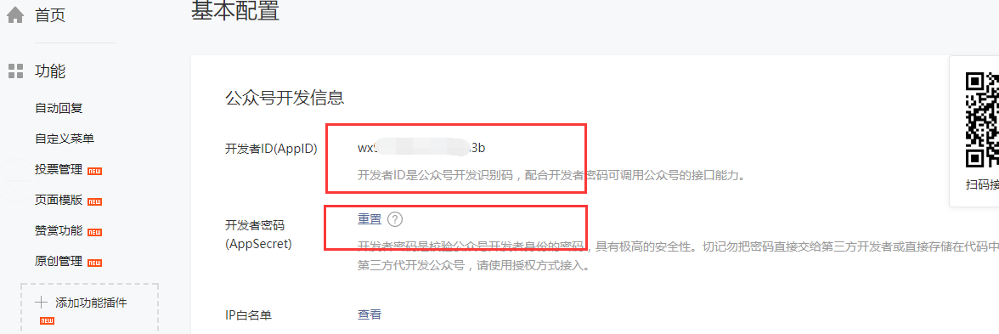 首页
基本配置
功能
自动回复
自定义菜单
投票管理 NEW
页面模版 NEW
赞赏功能 NEW
原创管理 NEW
添加功能插件
NEW
公众号开发信息
开发者ID(AppID)
wx 3b
开发者ID是公众号开发识别码，配合开发者密码可调用公众号的接口能力。
开发者密码
(AppSecret)
重置 ?
开发者密码是校验公众号开发者身份的密码，具有极高的安全性。切记勿把密码直接交给第三方开发者或直接存储在代码中
第三方代开发公众号，请使用授权方式接入。
IP白名单
查看
扫码接